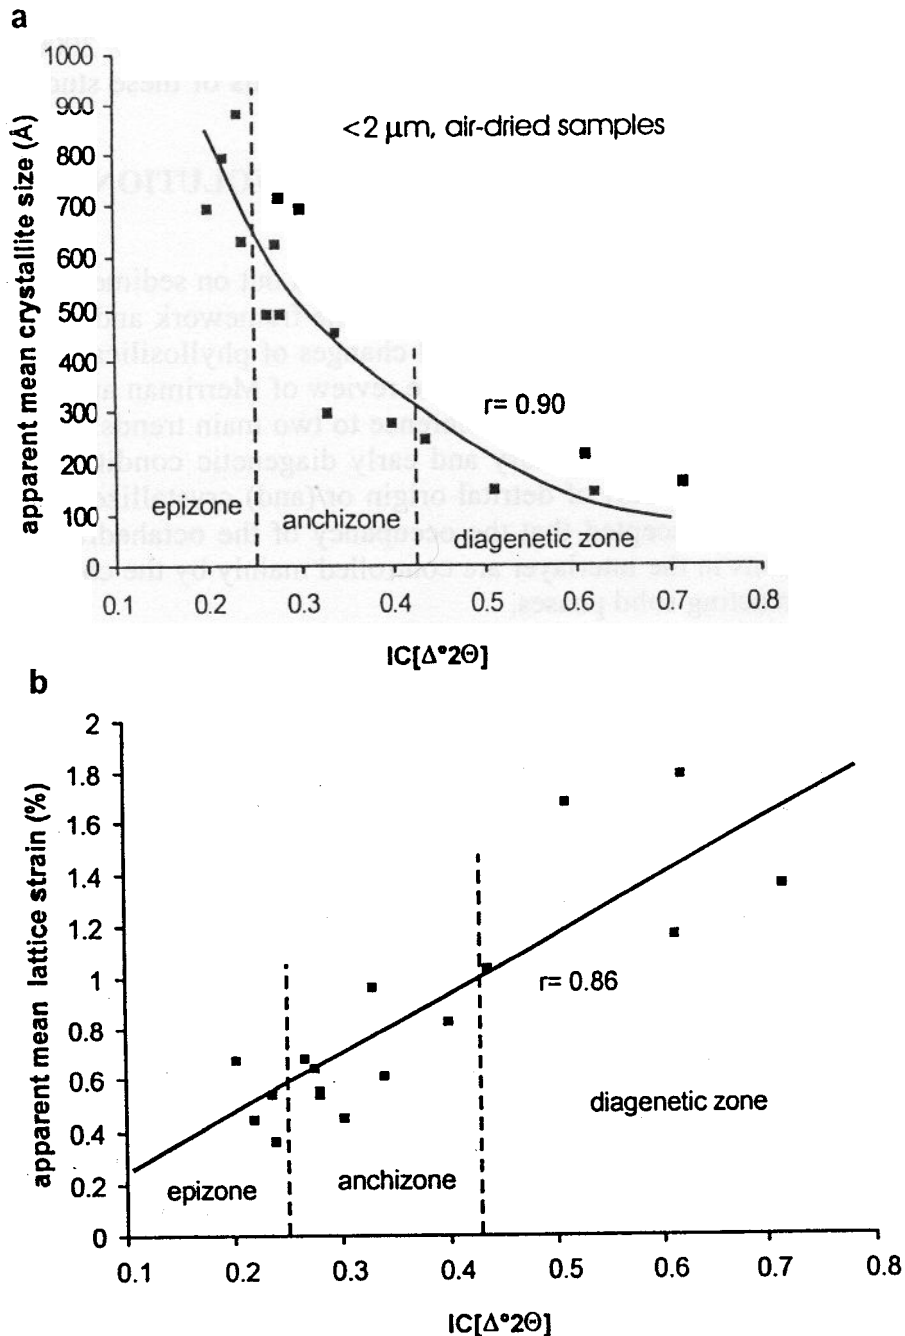 a
1000
900
800
700
600
500
400
300
200
100
0
apparent mean crystallite size (Å)
<2 μm, air-dried samples
r= 0.90
epizone
anchizone
diagenetic zone
0.1 0.2 0.3 0.4 0.5 0.6 0.7 0.8
IC[Δ°2Θ]
b
2
1.8
1.6
1.4
1.2
1
0.8
0.6
0.4
0.2
0
apparent mean lattice strain (%)
r= 0.86
diagenetic zone
epizone
anchizone
0.1 0.2 0.3 0.4 0.5 0.6 0.7 0.8
IC[Δ°2Θ]